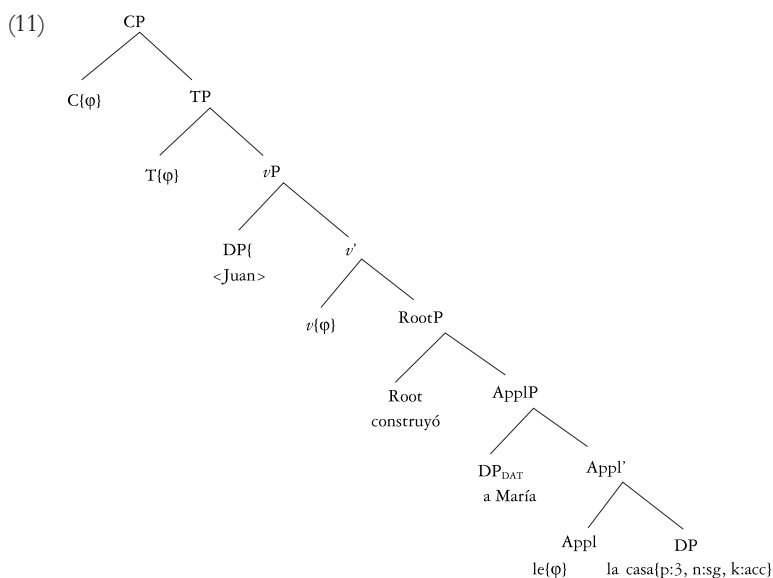 (11)
CP
C{φ} TP
T{φ} vP
DP{ v’
<Juan>
v{φ} RootP
Root ApplP
construyó
DPDAT Appl’
a María
Appl DP
le{φ} la casa{p:3, n:sg, k:acc}